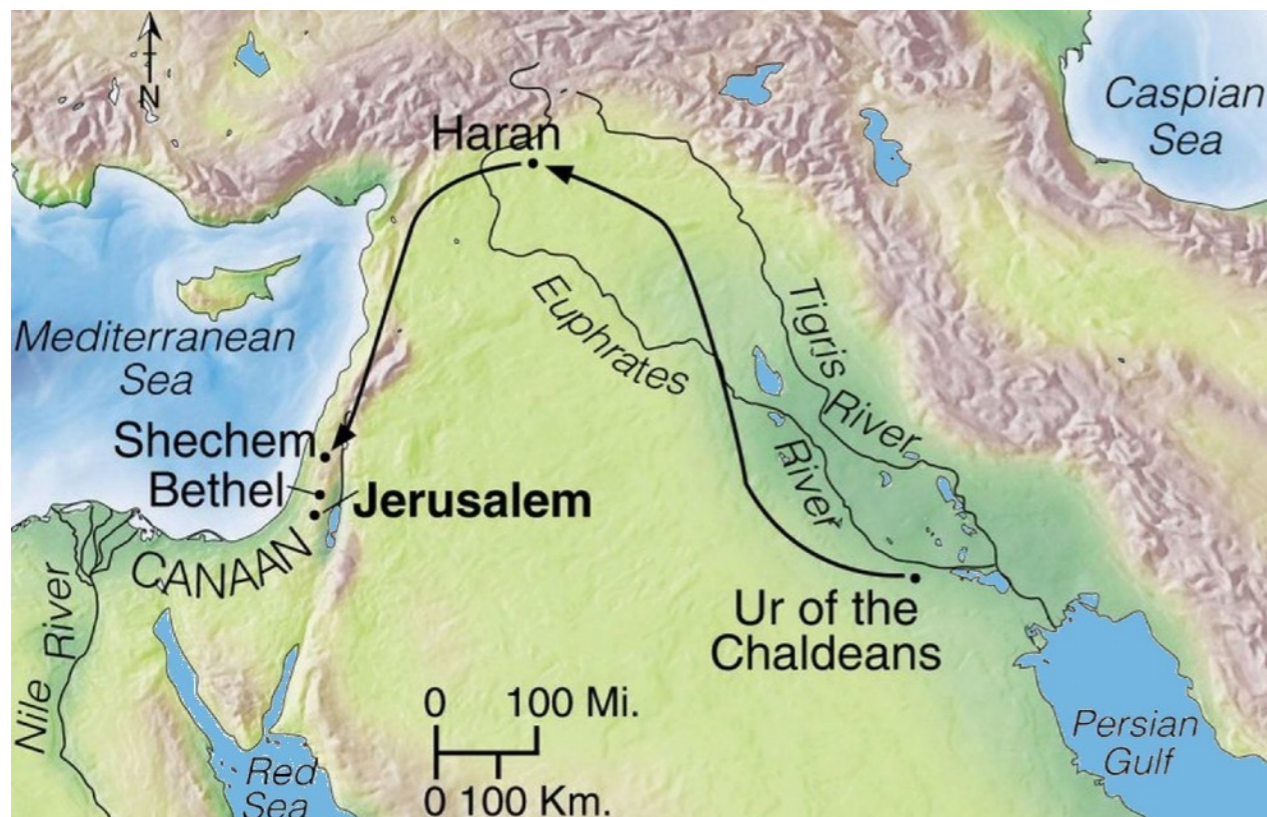 N
Caspian
Sea
Haran
Euphrates
Tigris
River
River
Mediterranean
Sea
Shechem
Bethel
Jerusalem
CANAAN
Ur of the
Chaldeans
Nile River
Red
Sea
0 100 Mi.
0 100 Km.
Persian
Gulf